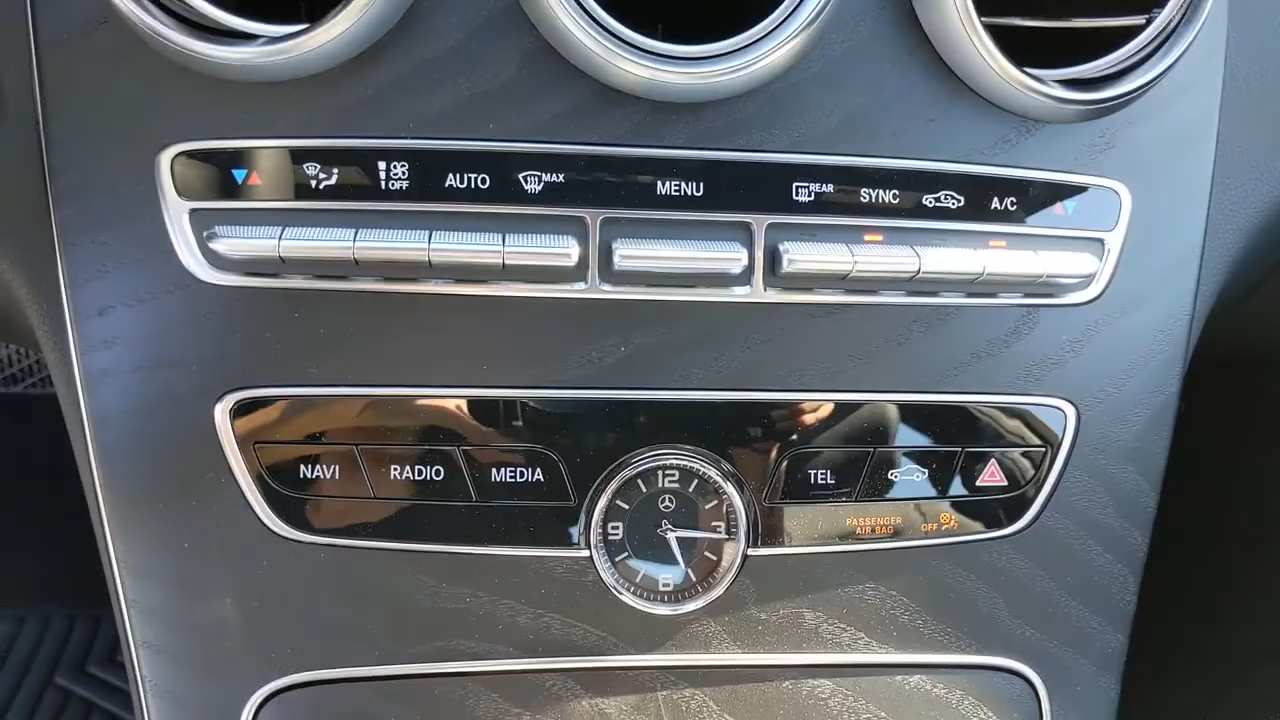 OFF
AUTO
MAX
MENU
REAR
SYNC
A/C
NAVI
RADIO
MEDIA
12
3
6
9
TEL
PASSENGER
AIR BAG
OFF